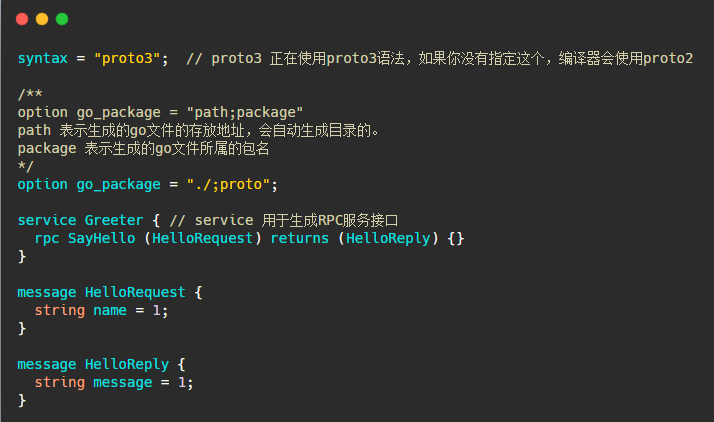 syntax = "proto3";  // proto3 正在使用proto3语法，如果你没有指定这个，编译器会使用proto2
/**
option go_package = "path;package"
path 表示生成的go文件的存放地址，会自动生成目录的。
package 表示生成的go文件所属的包名
*/
option go_package = "./;proto";
service Greeter { // service 用于生成RPC服务接口
  rpc SayHello (HelloRequest) returns (HelloReply) {}
}
message HelloRequest {
  string name = 1;
}
message HelloReply {
  string message = 1;
}